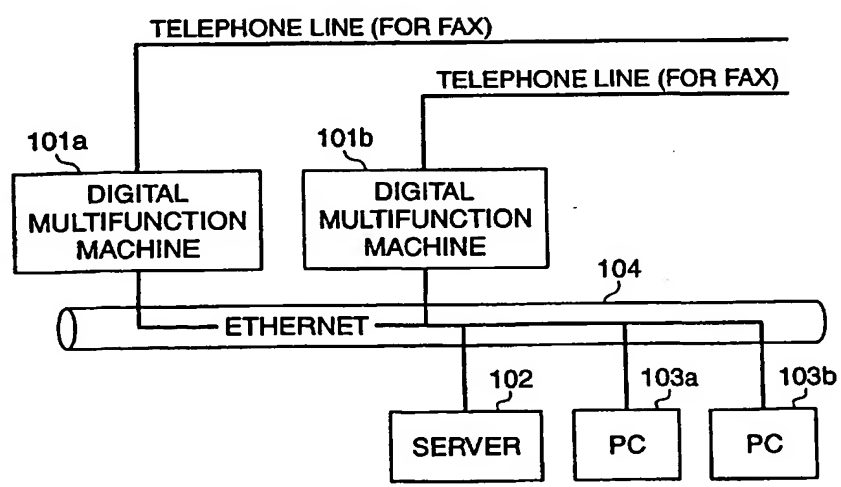 TELEPHONE LINE (FOR FAX)
TELEPHONE LINE (FOR FAX)
101a
101b
DIGITAL
MULTIFUNCTION
MACHINE
DIGITAL
MULTIFUNCTION
MACHINE
104
ETHERNET
102
103a
103b
SERVER
PC
PC